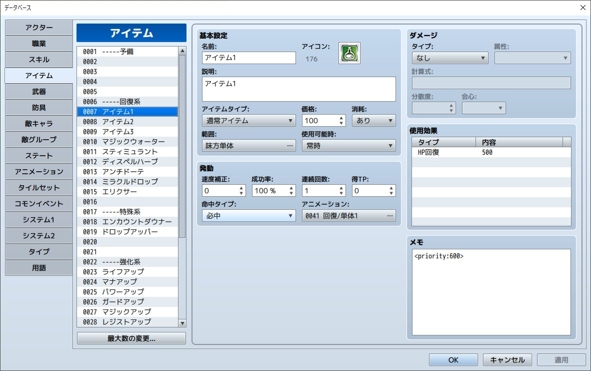 データベース
アクター
職業
スキル
アイテム
武器
防具
敵キャラ
敵グループ
ステート
アニメーション
タイルセット
コモンイベント
システム1
システム2
タイプ
用語
アイテム
0001 -----予備
0002
0003
0004
0005
0006 -----回復系
0007 アイテム1
0008 アイテム2
0009 アイテム3
0010 マジックウォーター
0011 スティミュラント
0012 ディスペルハーブ
0013 アンチドーテ
0014 ミラクルドロップ
0015 エリクサー
0016
0017 -----特殊系
0018 エンカウントダウナー
0019 ドロップアッパー
0020
0021
0022 -----強化系
0023 ライフアップ
0024 マナアップ
0025 パワーアップ
0026 ガードアップ
0027 マジックアップ
0028 レジストアップ
最大数の変更...
基本設定
名前:
アイテム1
アイコン:
176
説明:
アイテム1
アイテムタイプ:
通常アイテム
価格:
100
消耗:
あり
範囲:
味方単体
使用可能時:
常時
発動
速度補正:
0
成功率:
100 %
連続回数:
1
得TP:
0
命中タイプ:
必中
アニメーション:
0041 回復/単体1
ダメージ
タイプ:
なし
属性:
計算式:
分散度:
会心:
使用効果
タイプ 内容
HP回復 500
メモ
<priority:600>
OK キャンセル 適用